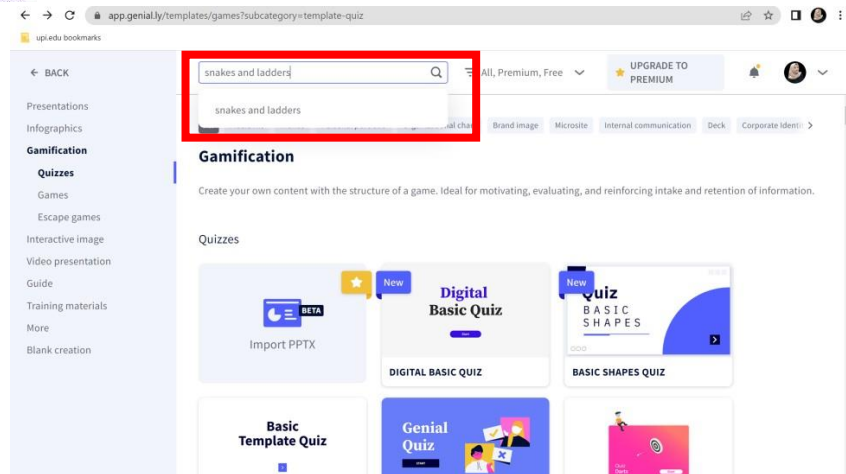 app.genial.ly/templates/games?subcategory=template-quiz
upi.edu bookmarks
BACK
snakes and ladders
All, Premium, Free
UPGRADE TO
PREMIUM
snakes and ladders
Brand image Microsite Internal communication Deck Corporate Identi
Presentations
Infographics
Gamification
Quizzes
Games
Escape games
Interactive image
Video presentation
Guide
Training materials
More
Blank creation
Gamification
Create your own content with the structure of a game. Ideal for motivating, evaluating, and reinforcing intake and retention of information.
Quizzes
BETA
Import PPTX
New
Digital
Basic Quiz
DIGITAL BASIC QUIZ
New
Quiz
BASIC
SHAPES
BASIC SHAPES QUIZ
Basic
Template Quiz
Genial
Quiz
START